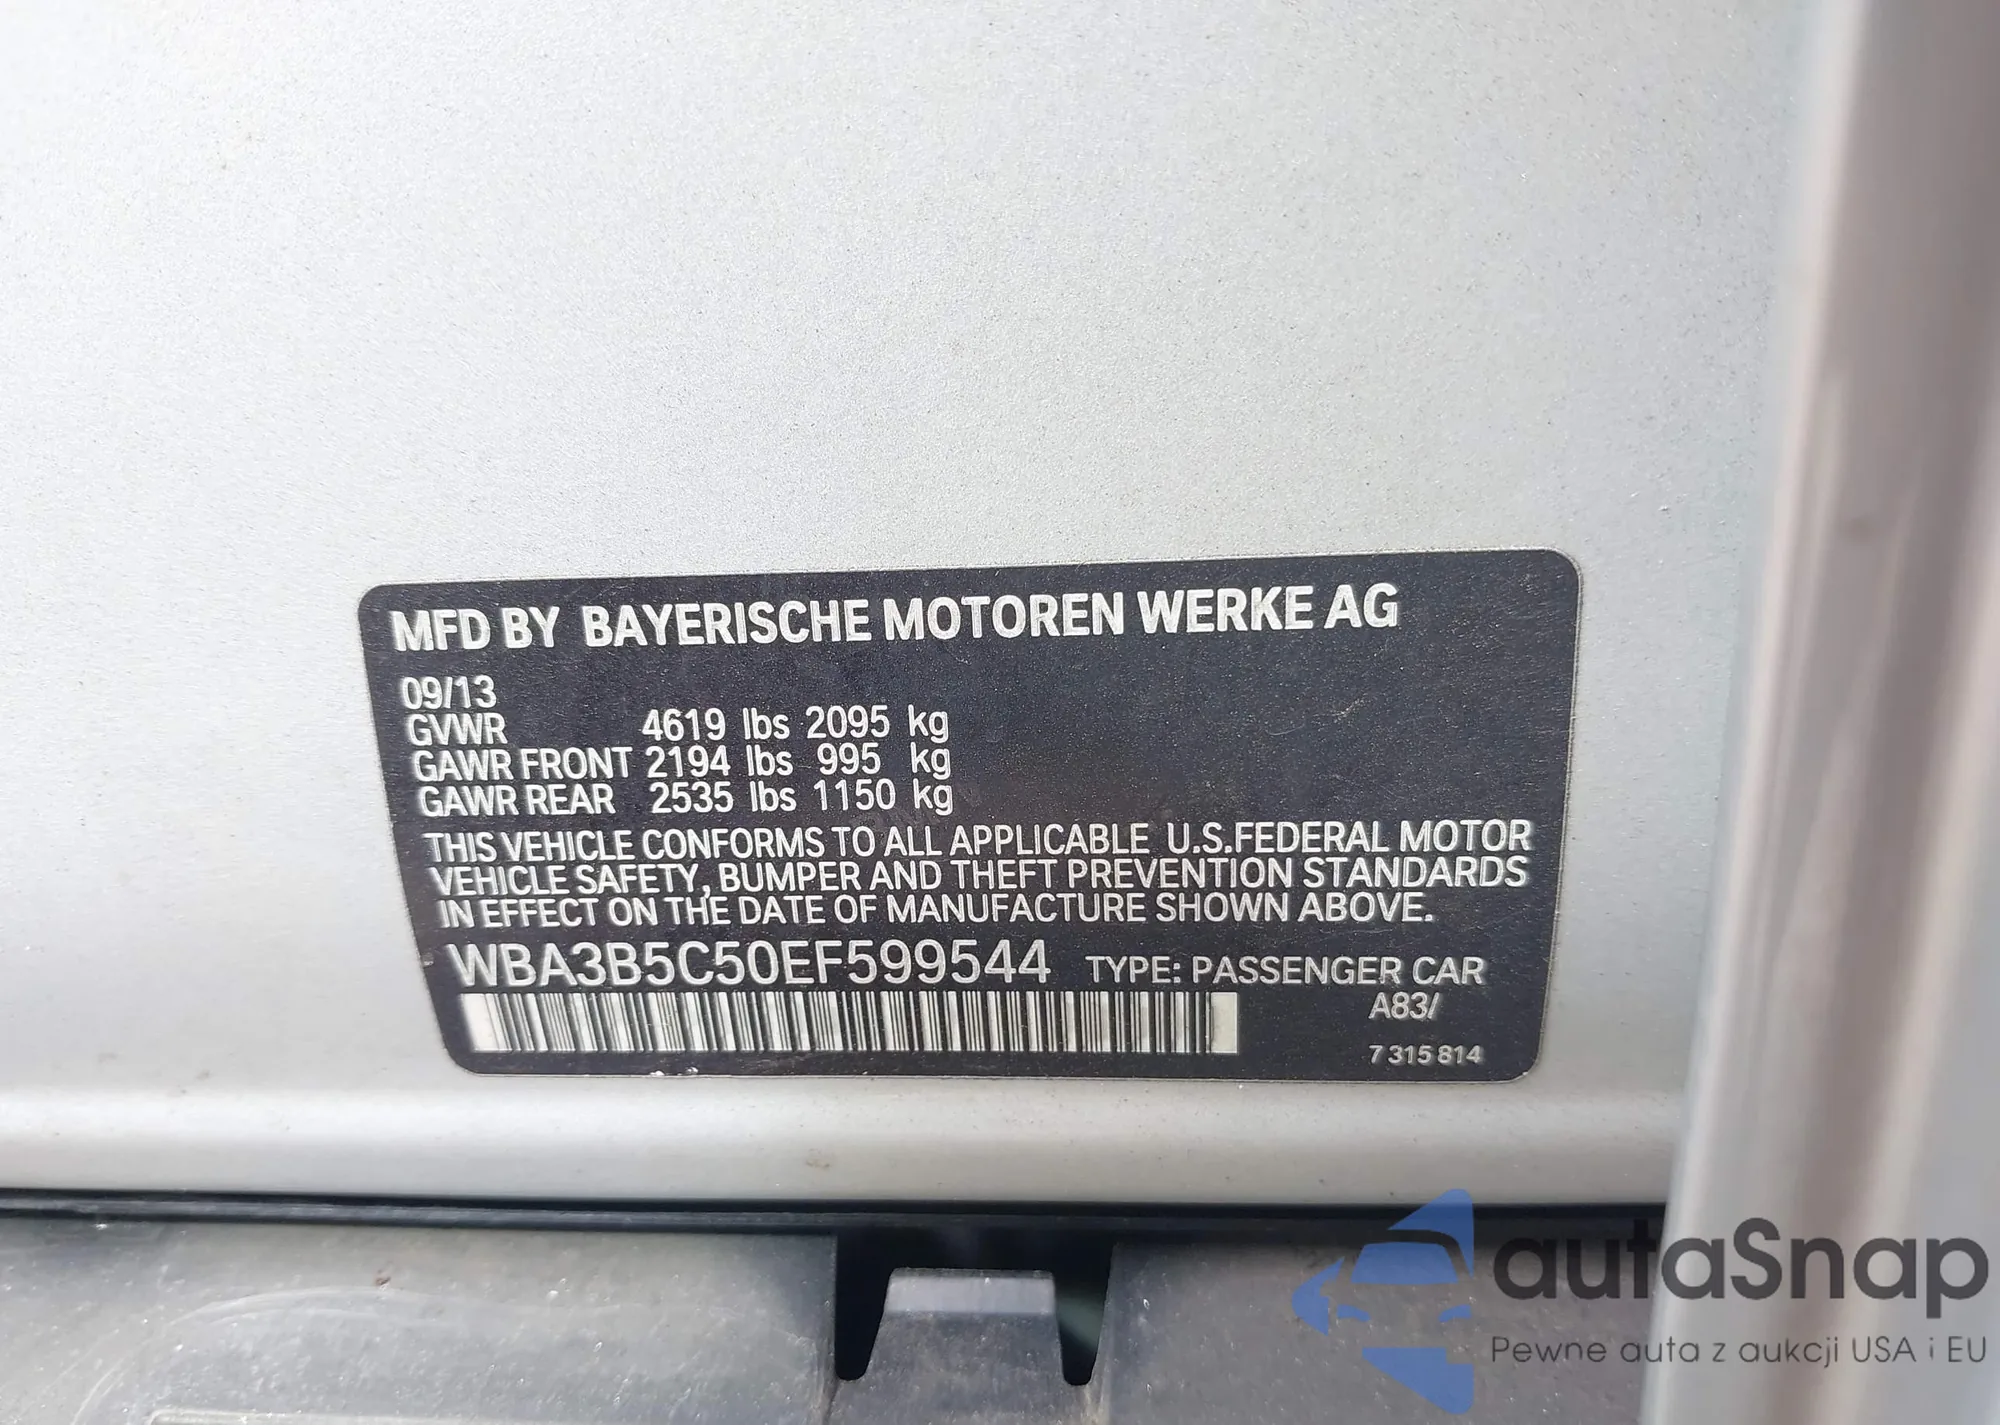 MFD BY BAYERISCHE MOTOREN WERKE AG
09/13
GVWR 4619 lbs 2095 kg
GAWR FRONT 2194 lbs 995 kg
GAWR REAR 2535 lbs 1150 kg
THIS VEHICLE CONFORMS TO ALL APPLICABLE U.S.FEDERAL MOTOR
VEHICLE SAFETY, BUMPER AND THEFT PREVENTION STANDARDS
IN EFFECT ON THE DATE OF MANUFACTURE SHOWN ABOVE.
WBA3B5C50EF599544 TYPE: PASSENGER CAR
A83/
7 315 814
autaSnap
Pewne auta z aukcji USA i EU